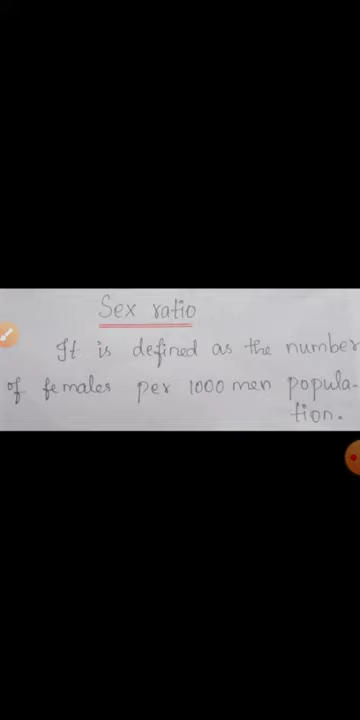 Sex ratio
It is defined as the number
of females per 1000 men popula-
tion.